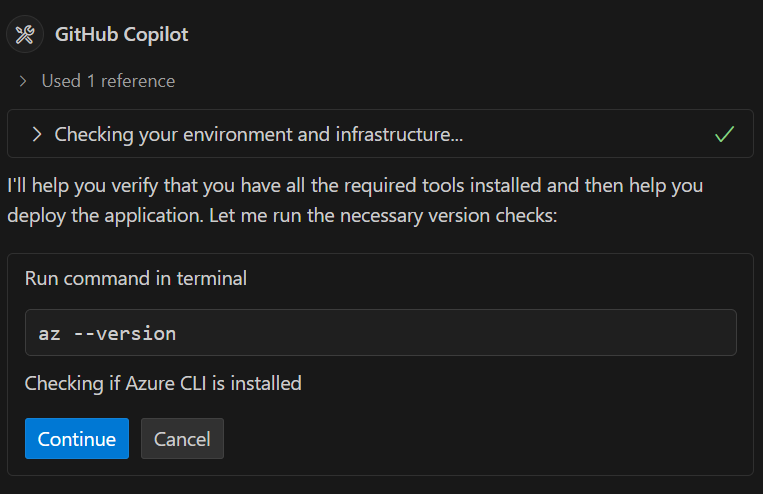 GitHub Copilot
Used 1 reference
Checking your environment and infrastructure...
I'll help you verify that you have all the required tools installed and then help you
deploy the application. Let me run the necessary version checks:
Run command in terminal
az --version
Checking if Azure CLI is installed
Continue
Cancel